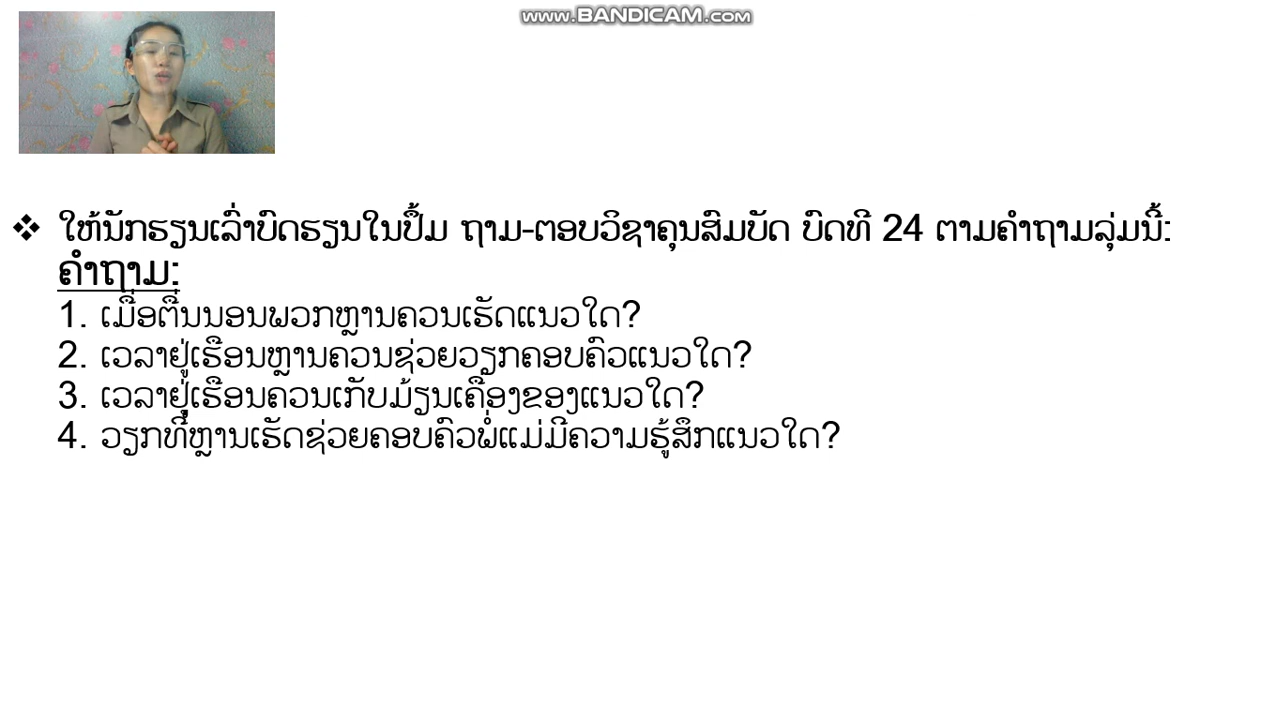 www.BANDICAM.com
❖ ໃຫ້ນັກຮຽນເລົ່າບົດຮຽນໃນປຶ້ມ ຖາມ-ຕອບວິຊາຄຸນສົມບັດ ບົດທີ 24 ຕາມຄຳຖາມລຸ່ມນີ້:
ຄຳຖາມ:
1. ເມື່ອຕື່ນນອນພວກຫຼານຄວນເຮັດແນວໃດ?
2. ເວລາຢູ່ເຮືອນຫຼານຄວນຊ່ວຍວຽກຄອບຄົວແນວໃດ?
3. ເວລາຢູ່ເຮືອນຄວນເກັບມ້ຽນເຄື່ອງຂອງແນວໃດ?
4. ວຽກທີ່ຫຼານເຮັດຊ່ວຍຄອບຄົວພໍ່ແມ່ມີຄວາມຮູ້ສຶກແນວໃດ?